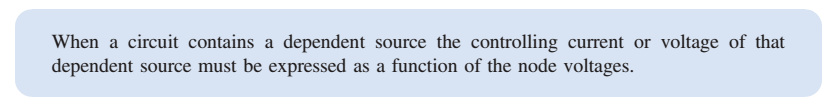 When a circuit contains a dependent source the controlling current or voltage of that
dependent source must be expressed as a function of the node voltages.